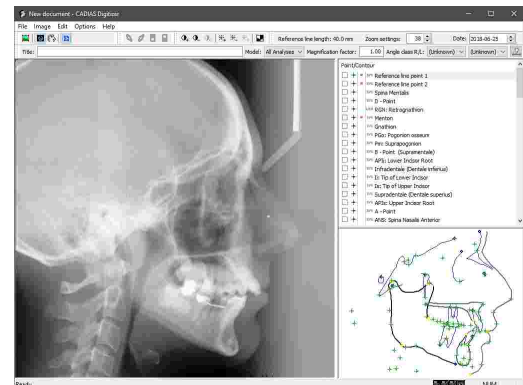 New document - CADIAS Digitizer
File Image Edit Options Help
Reference line length: 40.0 mm Zoom settings: 38 Date: 2018-06-25
Title: Model: All Analyses Magnification factor: 1.00 Angle class R/L: (Unknown) (Unknown)
Point/Contour
Reference line point 1
Reference line point 2
Spina Mentalis
D - Point
RGN: Retrognathion
Menton
Gnathion
PGo: Pogonion osseum
Pm: Suprapogonion
B - Point (Supramentale)
APIi: Lower Incisor Root
Infradentale (Dentale inferius)
Ii: Tip of Lower Incisor
Is: Tip of Upper Incisor
Supradentale (Dentale superius)
APIs: Upper Incisor Root
A - Point
ANS: Spina Nasalis Anterior
Ready
NUM